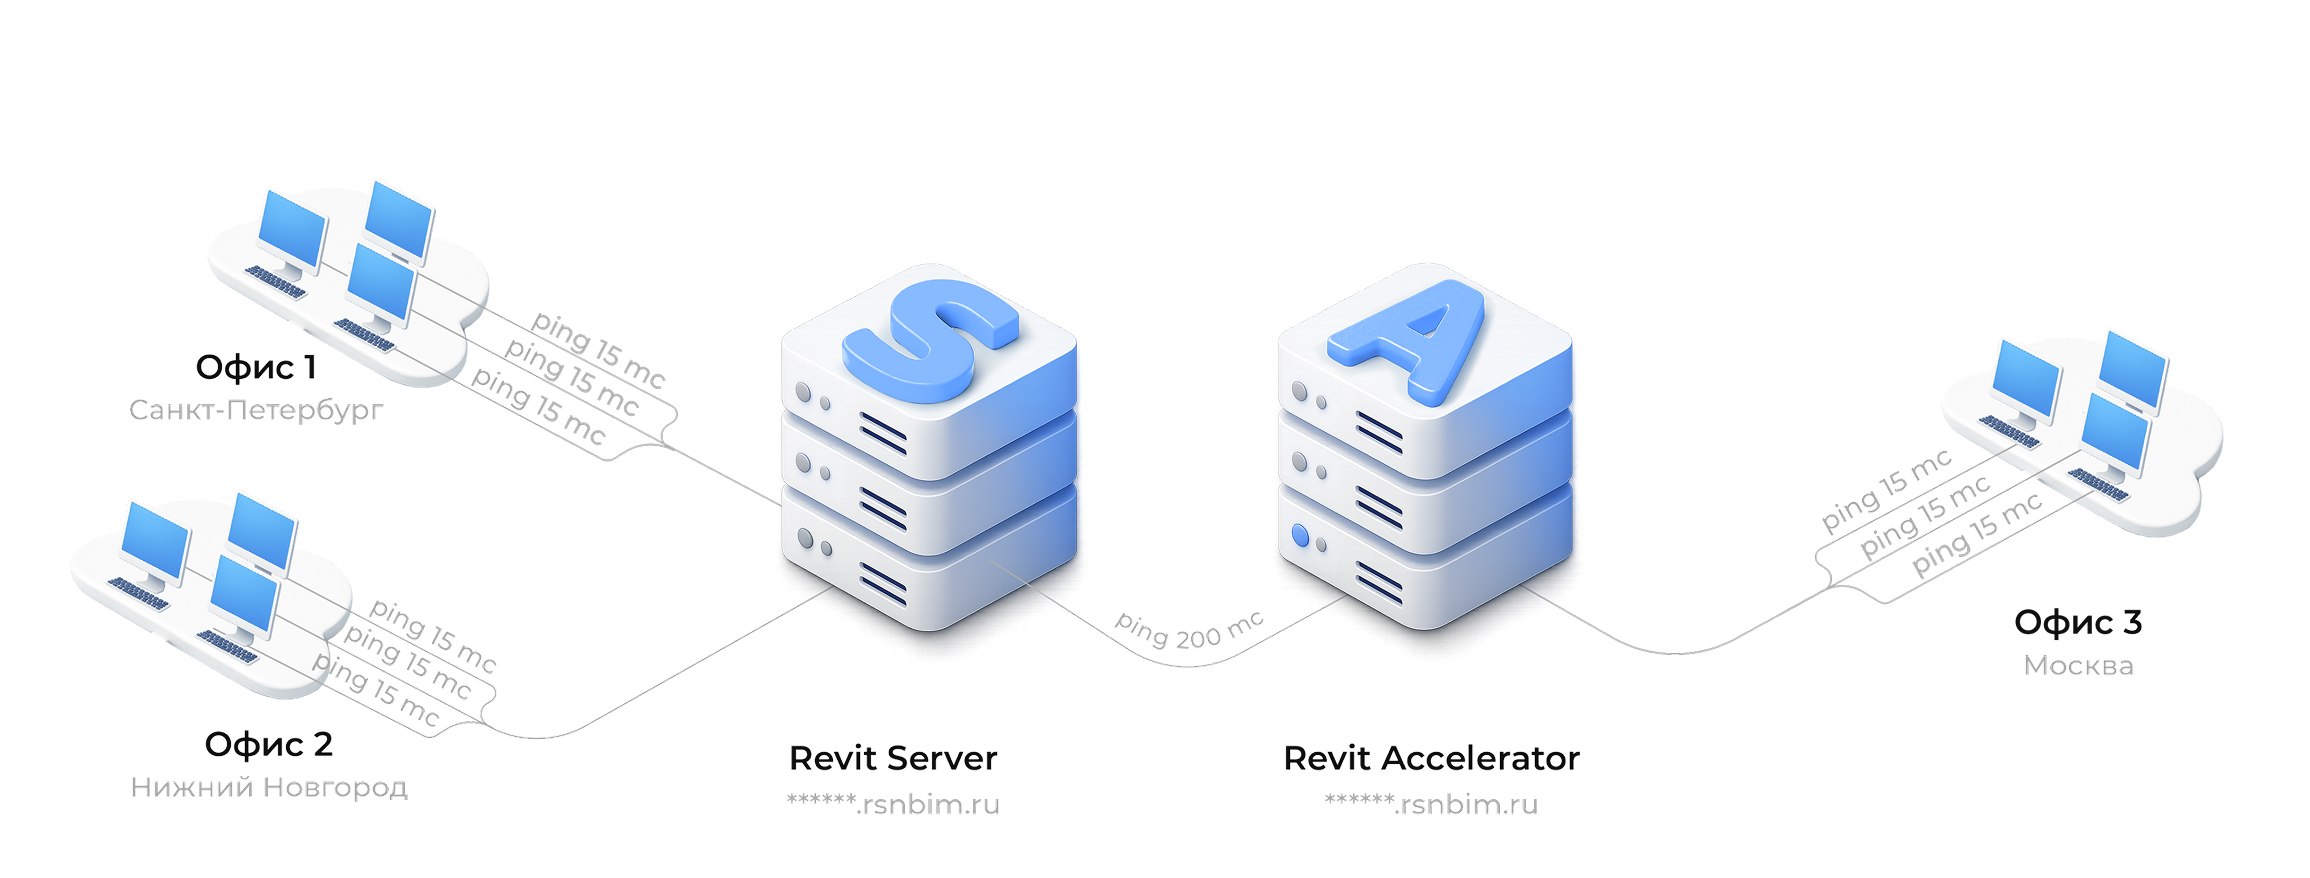 ping 15 mc
ping 15 mc
ping 15 mc
Офис 1
Санкт-Петербург
ping 15 mc
ping 15 mc
ping 15 mc
Офис 2
Нижний Новгород
S
Revit Server
******.rsnbim.ru
ping 200 mc
A
Revit Accelerator
******.rsnbim.ru
ping 15 mc
ping 15 mc
ping 15 mc
Офис 3
Москва